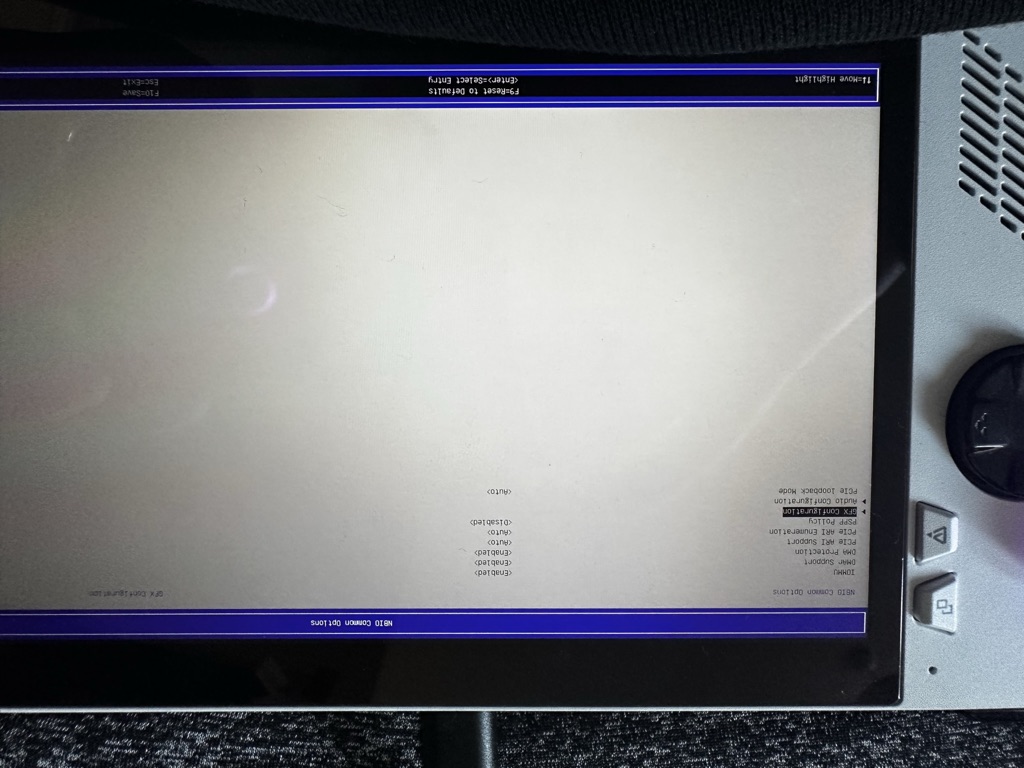 NBIO Common Options
NBIO Common Options GFX Configuration
IOMMU <Enabled>
DMAr Support <Enabled>
DMA Protection <Enabled>
PCIe ARI Support <Auto>
PCIe ARI Enumeration <Auto>
PSPP Policy <Disabled>
GFX Configuration
Audio Configuration
PCIe loopback Mode <Auto>
F9=Reset to Defaults F10=Save
↑↓=Move Highlight <Enter>=Select Entry Esc=Exit